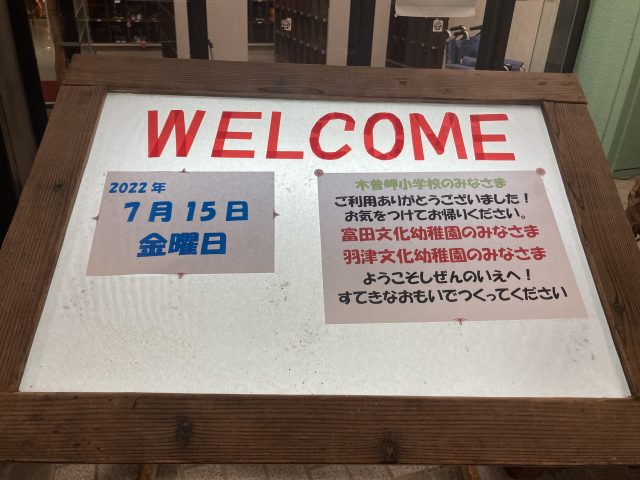 WELCOME
2022年
7月15日
金曜日
木曽岬小学校のみなさま
ご利用ありがとうございました!
お気をつけてお帰りください。
富田文化幼稚園のみなさま
羽津文化幼稚園のみなさま
ようこそしぜんのいえへ!
すてきなおもいでつくってください